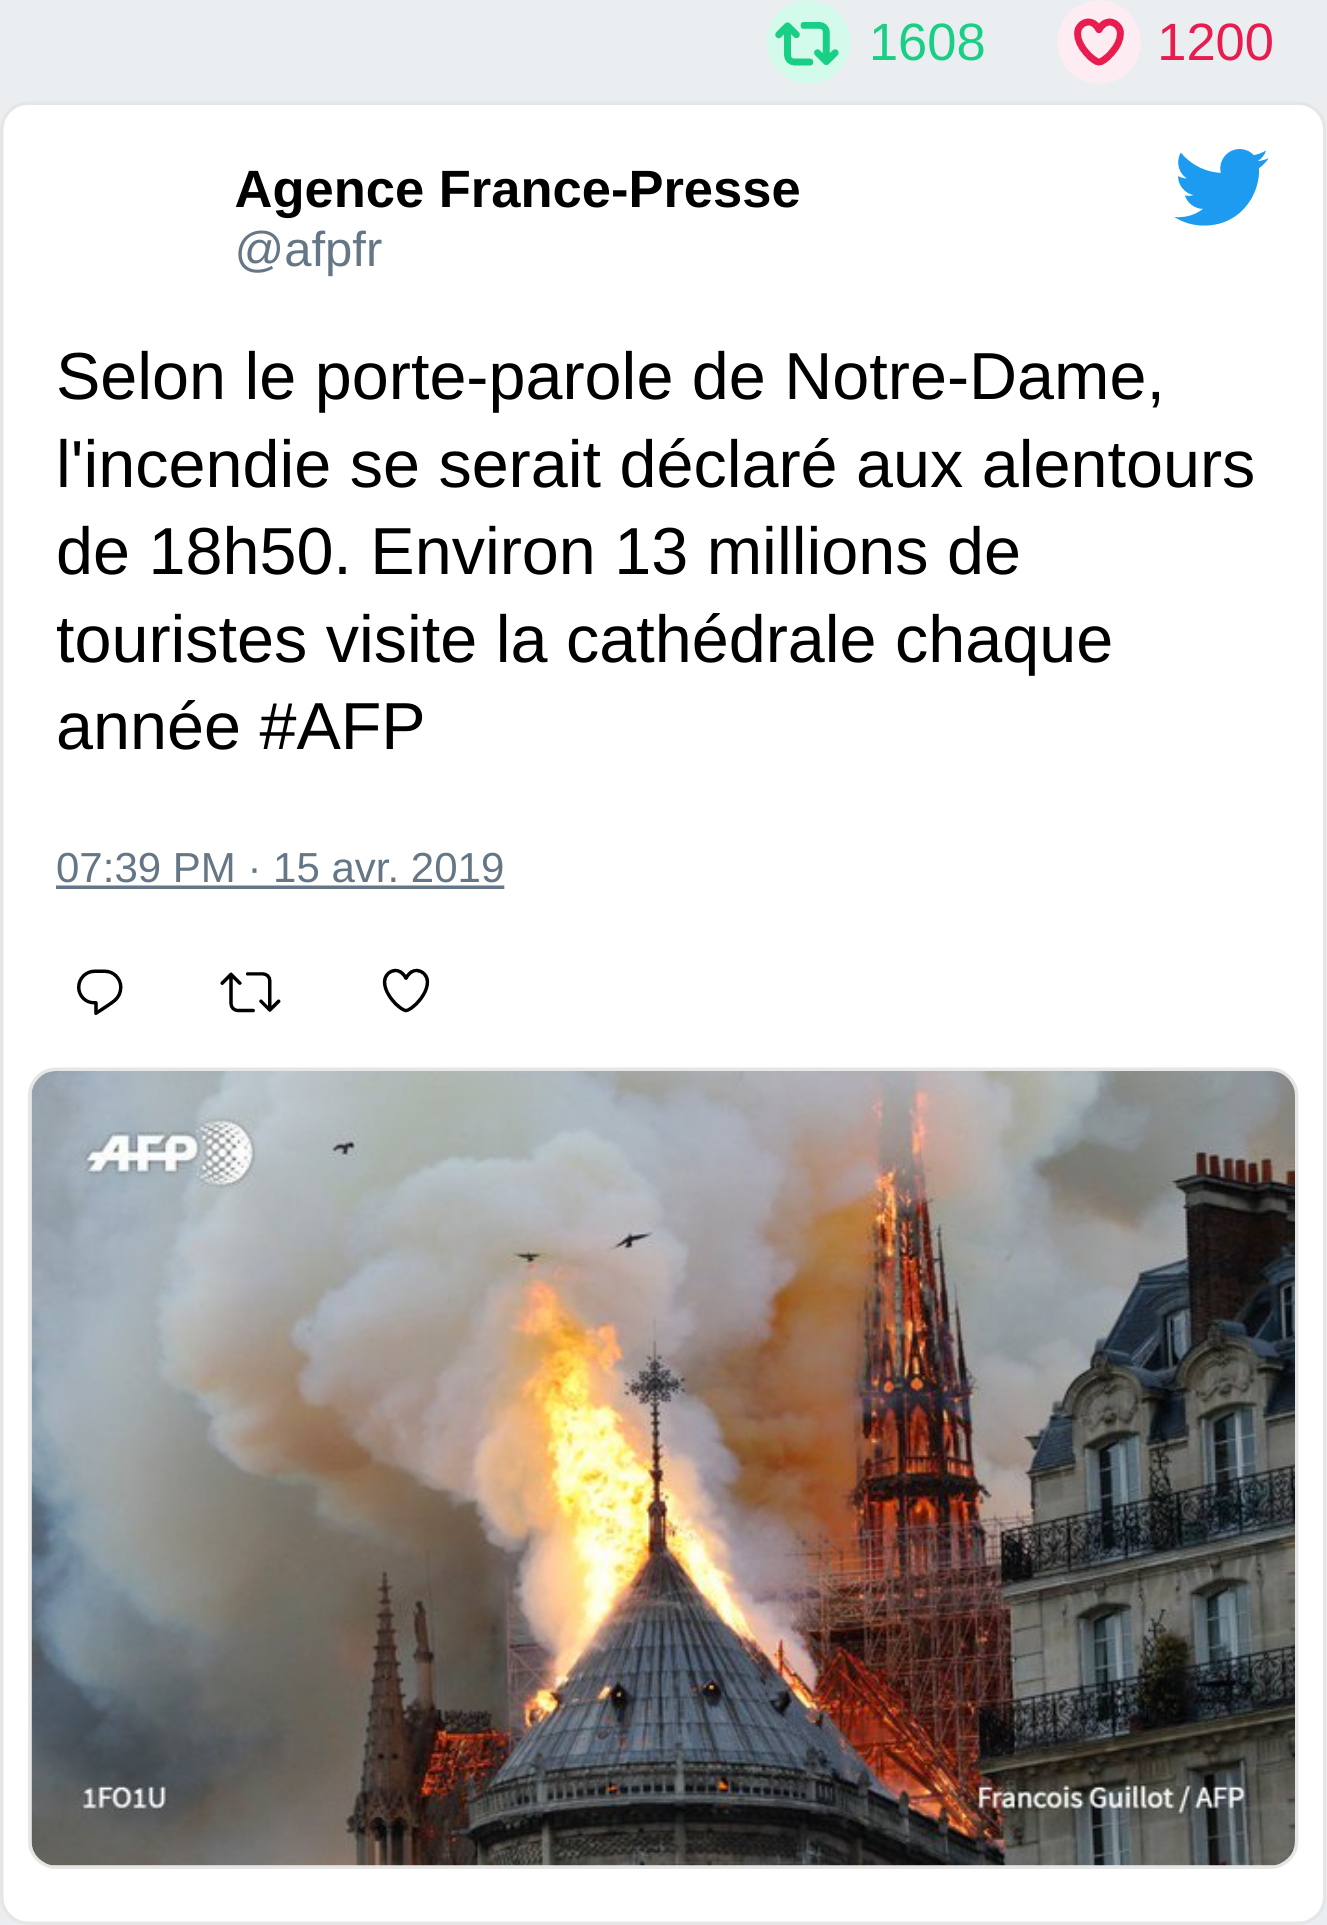 1608 1200
Agence France-Presse
@afpfr
Selon le porte-parole de Notre-Dame,
l'incendie se serait déclaré aux alentours
de 18h50. Environ 13 millions de
touristes visite la cathédrale chaque
année #AFP
07:39 PM · 15 avr. 2019
AFP
1FO1U
Francois Guillot / AFP